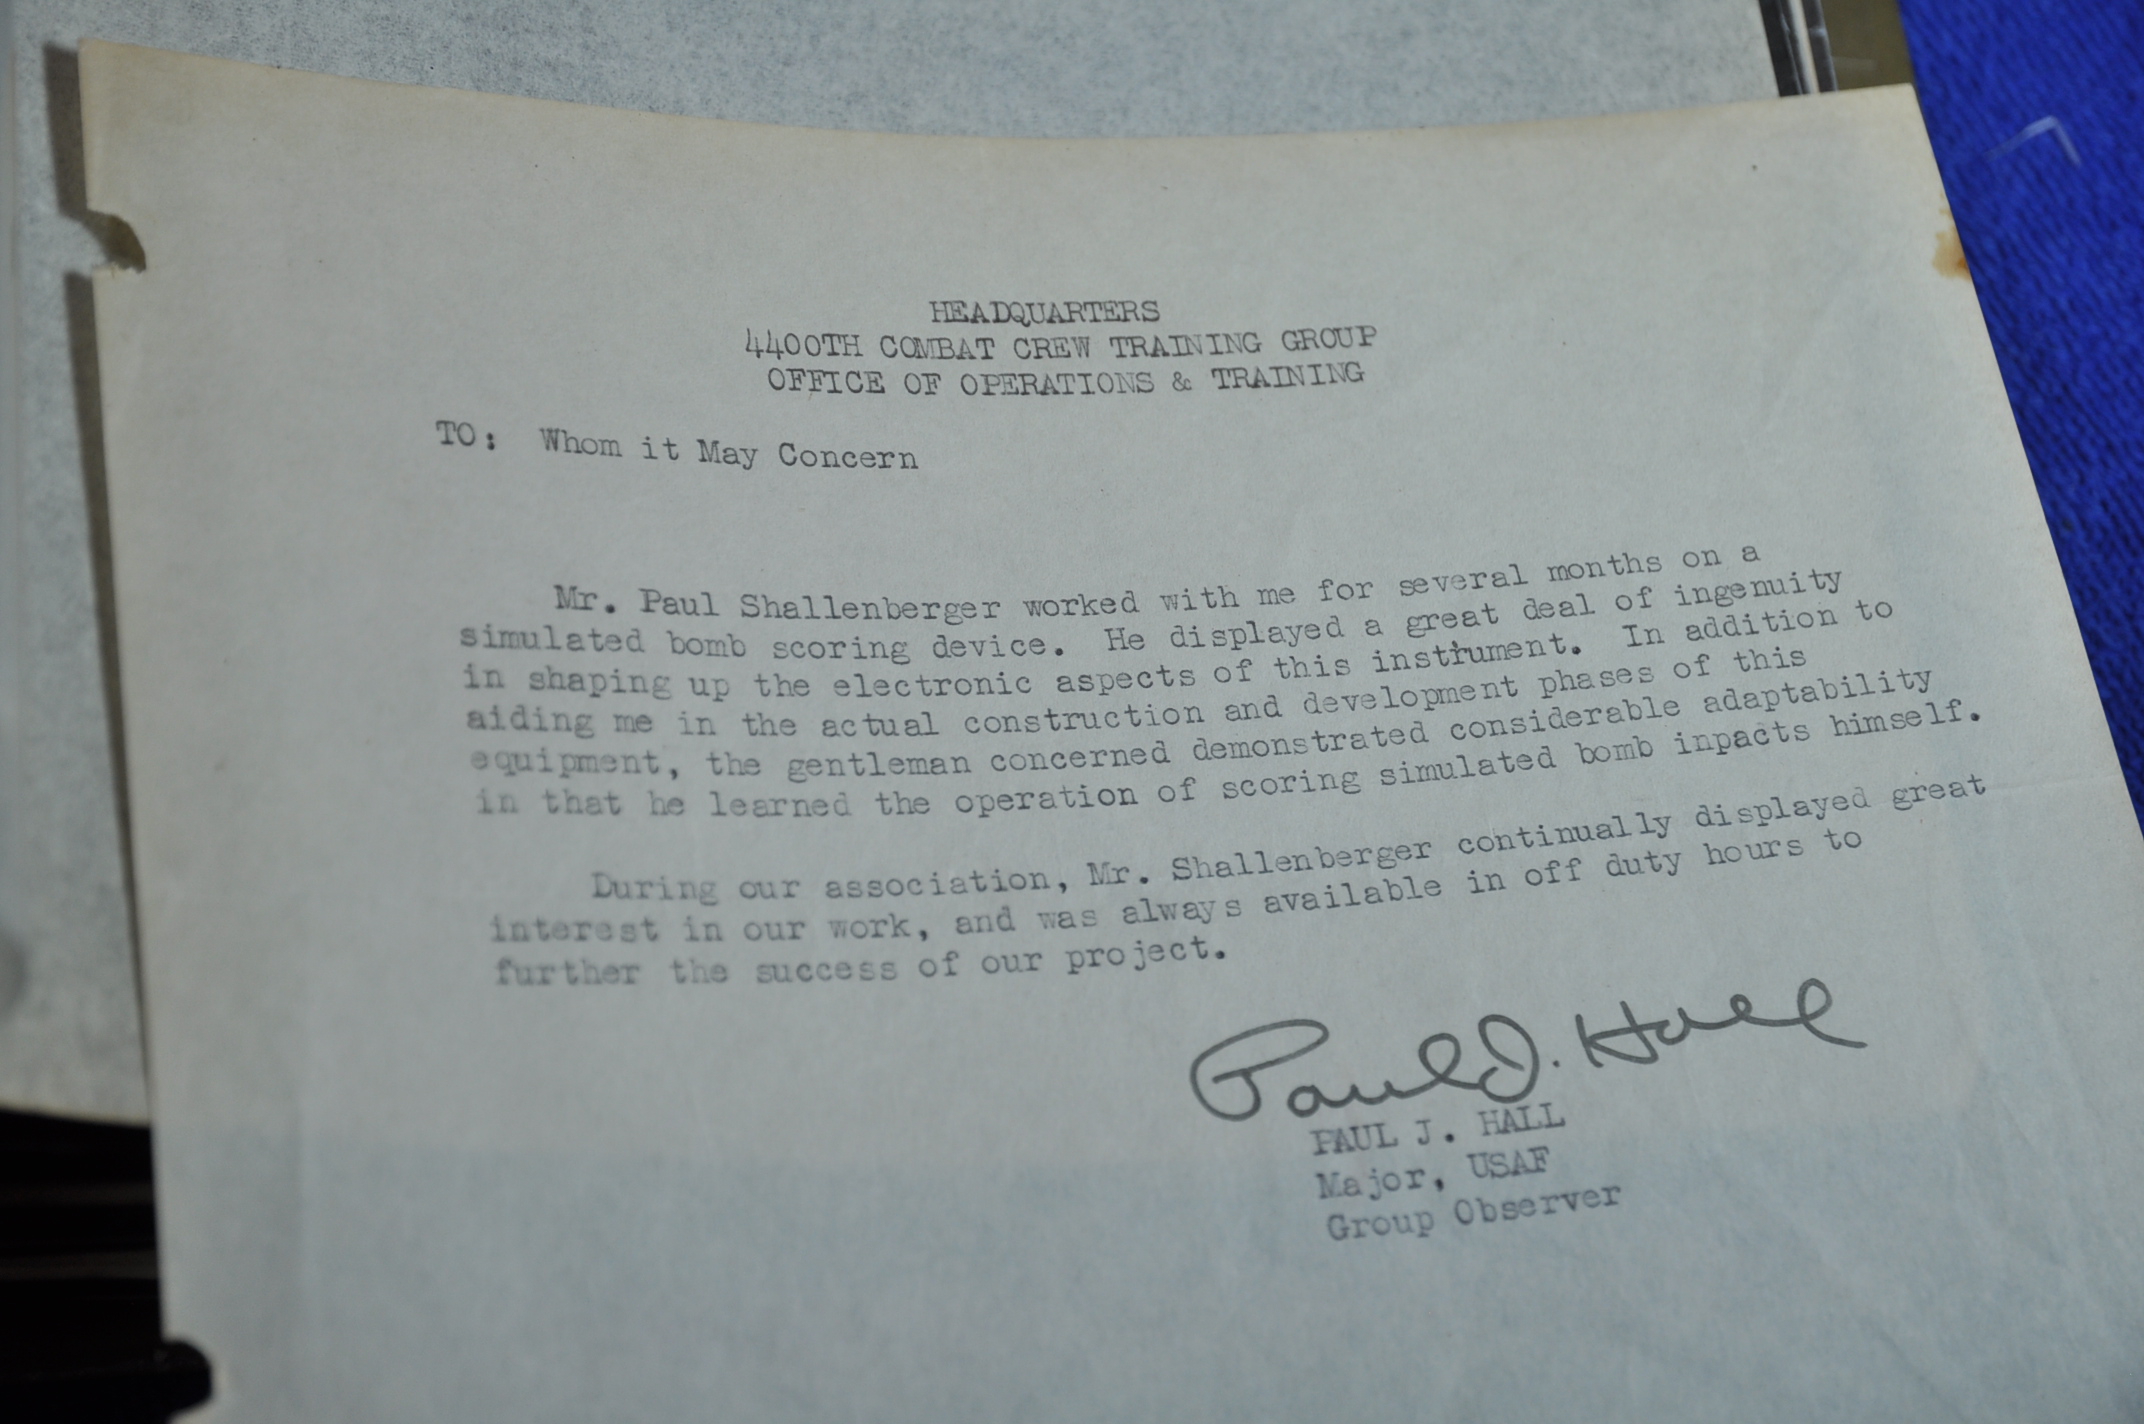 HEADQUARTERS
4400TH COMBAT CREW TRAINING GROUP
OFFICE OF OPERATIONS & TRAINING
TO: Whom it May Concern
Mr. Paul Shallenberger worked with me for several months on a
simulated bomb scoring device. He displayed a great deal of ingenuity
in shaping up the electronic aspects of this instrument. In addition to
aiding me in the actual construction and development phases of this
equipment, the gentleman concerned demonstrated considerable adaptability
in that he learned the operation of scoring simulated bomb inpacts himself.
During our association, Mr. Shallenberger continually displayed great
interest in our work, and was always available in off duty hours to
further the success of our project.
Paul J. Hall
PAUL J. HALL
Major, USAF
Group Observer